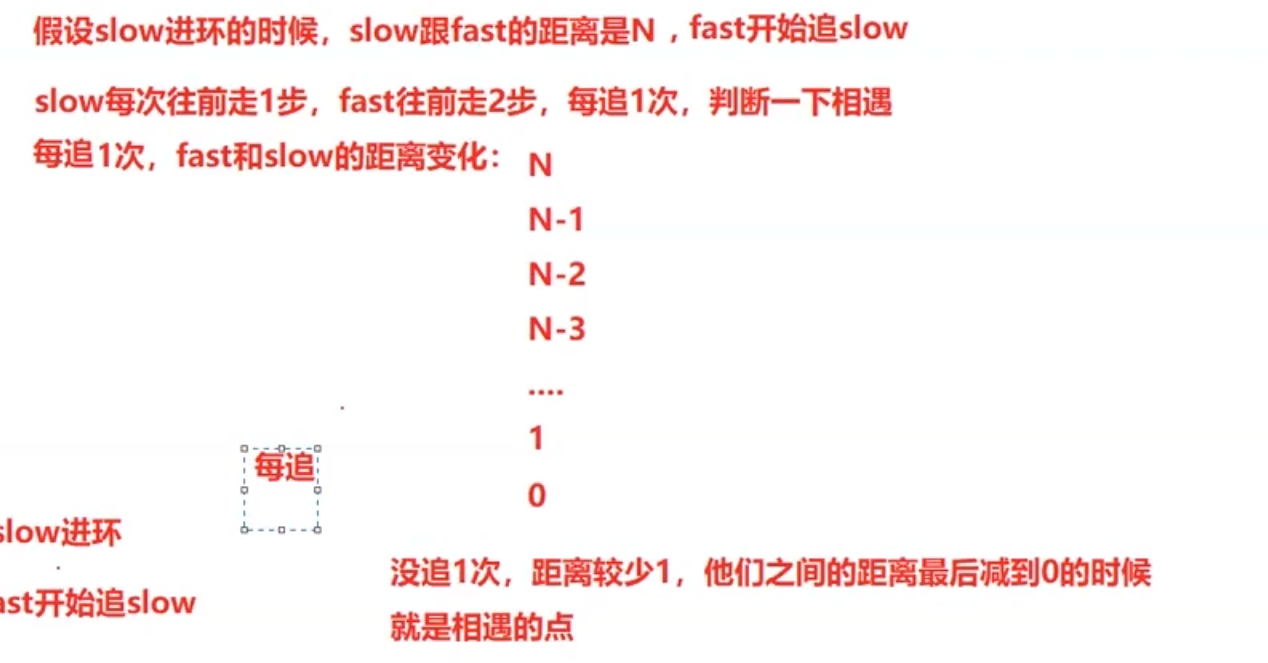 假设slow进环的时候，slow跟fast的距离是N , fast开始追slow
slow每次往前走1步，fast往前走2步，每追1次，判断一下相遇
每追1次，fast和slow的距离变化：
N
N-1
N-2
N-3
....
1
每追
0
slow进环
ast开始追slow
没追1次，距离较少1，他们之间的距离最后减到0的时候
就是相遇的点